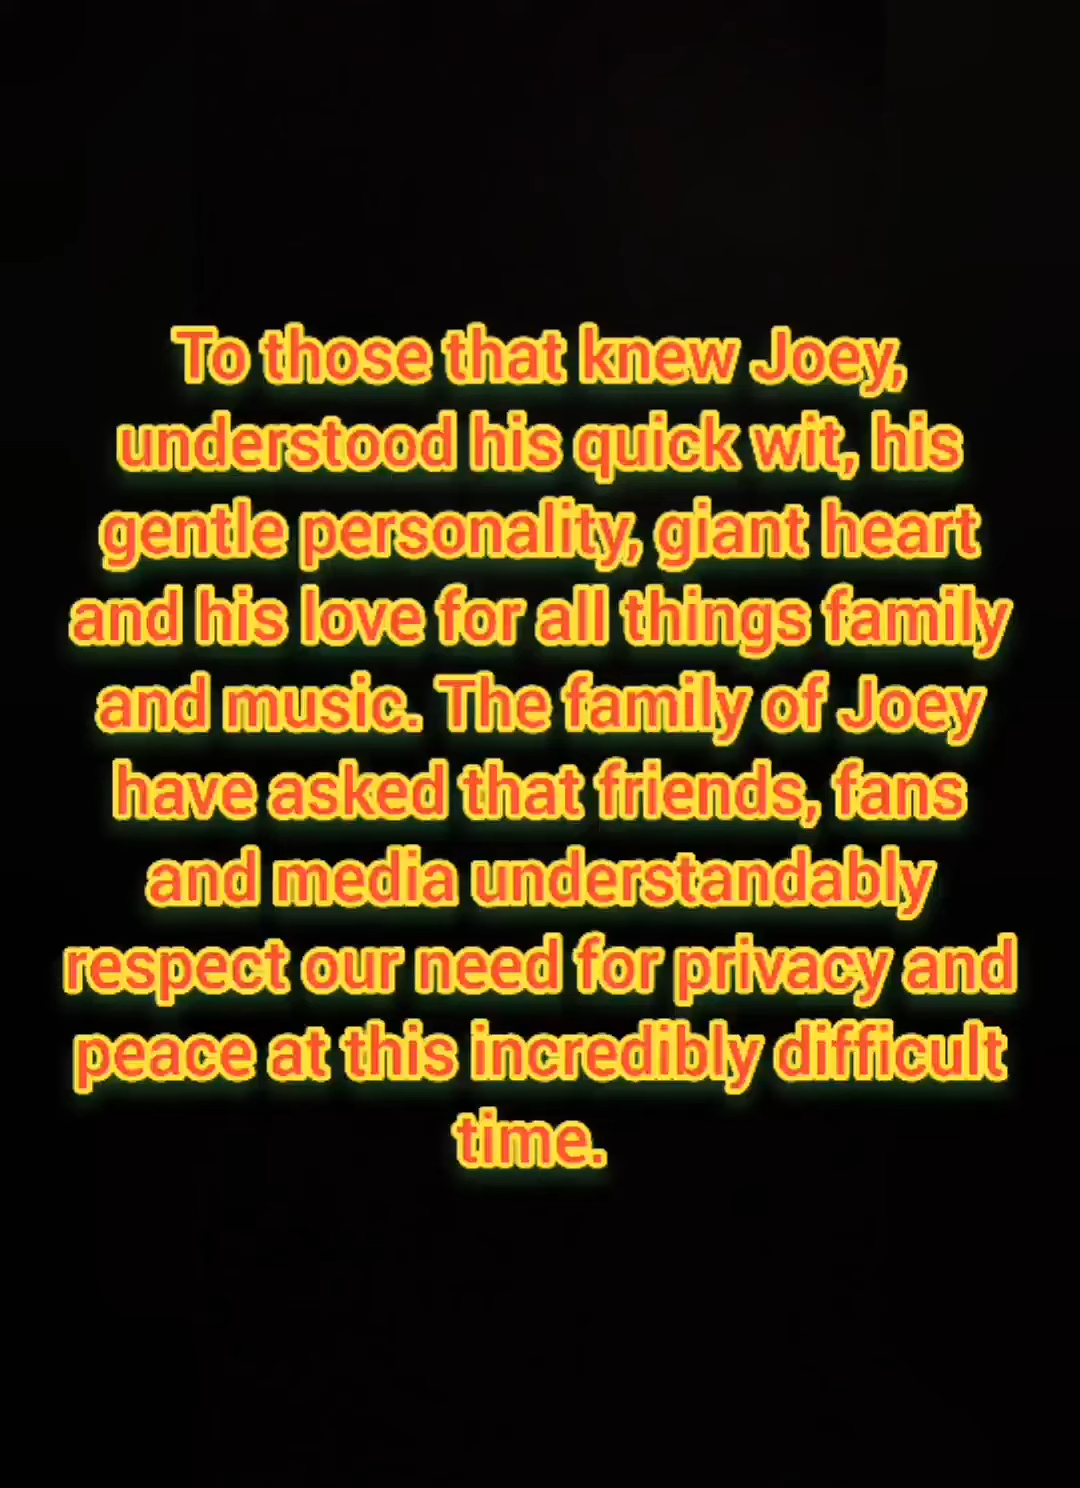 To those that knew Joey,
understood his quick wit, his
gentle personality, giant heart
and his love for all things family
and music. The family of Joey
have asked that friends, fans
and media understandably
respect our need for privacy and
peace at this incredibly difficult
time.